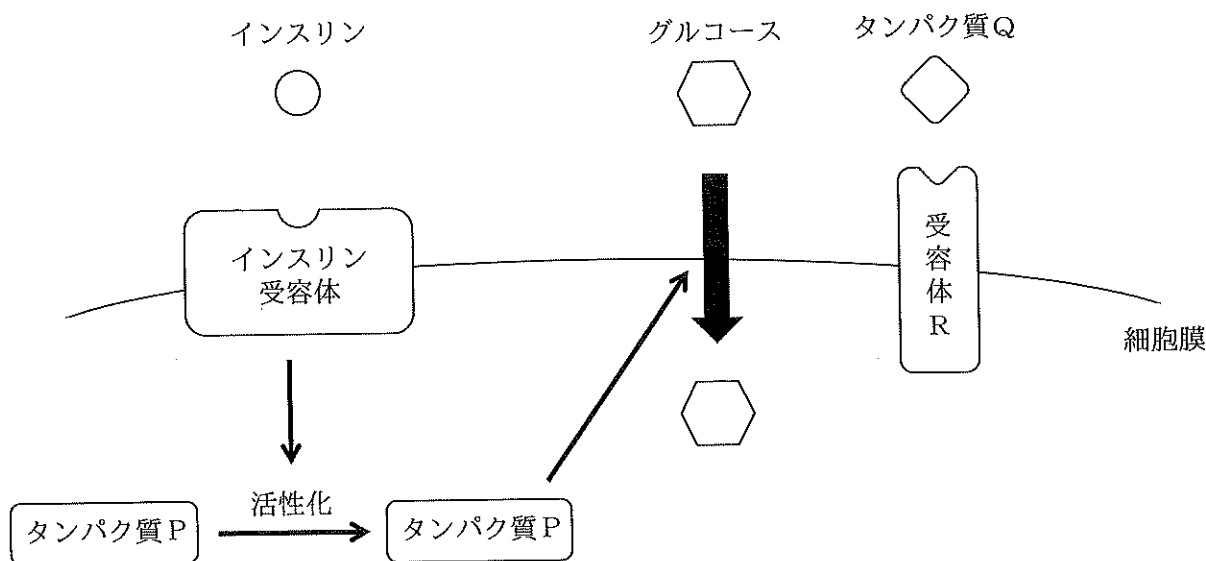 インスリン
グルコース
タンパク質Q
インスリン
受容体
受容体R
細胞膜
活性化
タンパク質P
タンパク質P